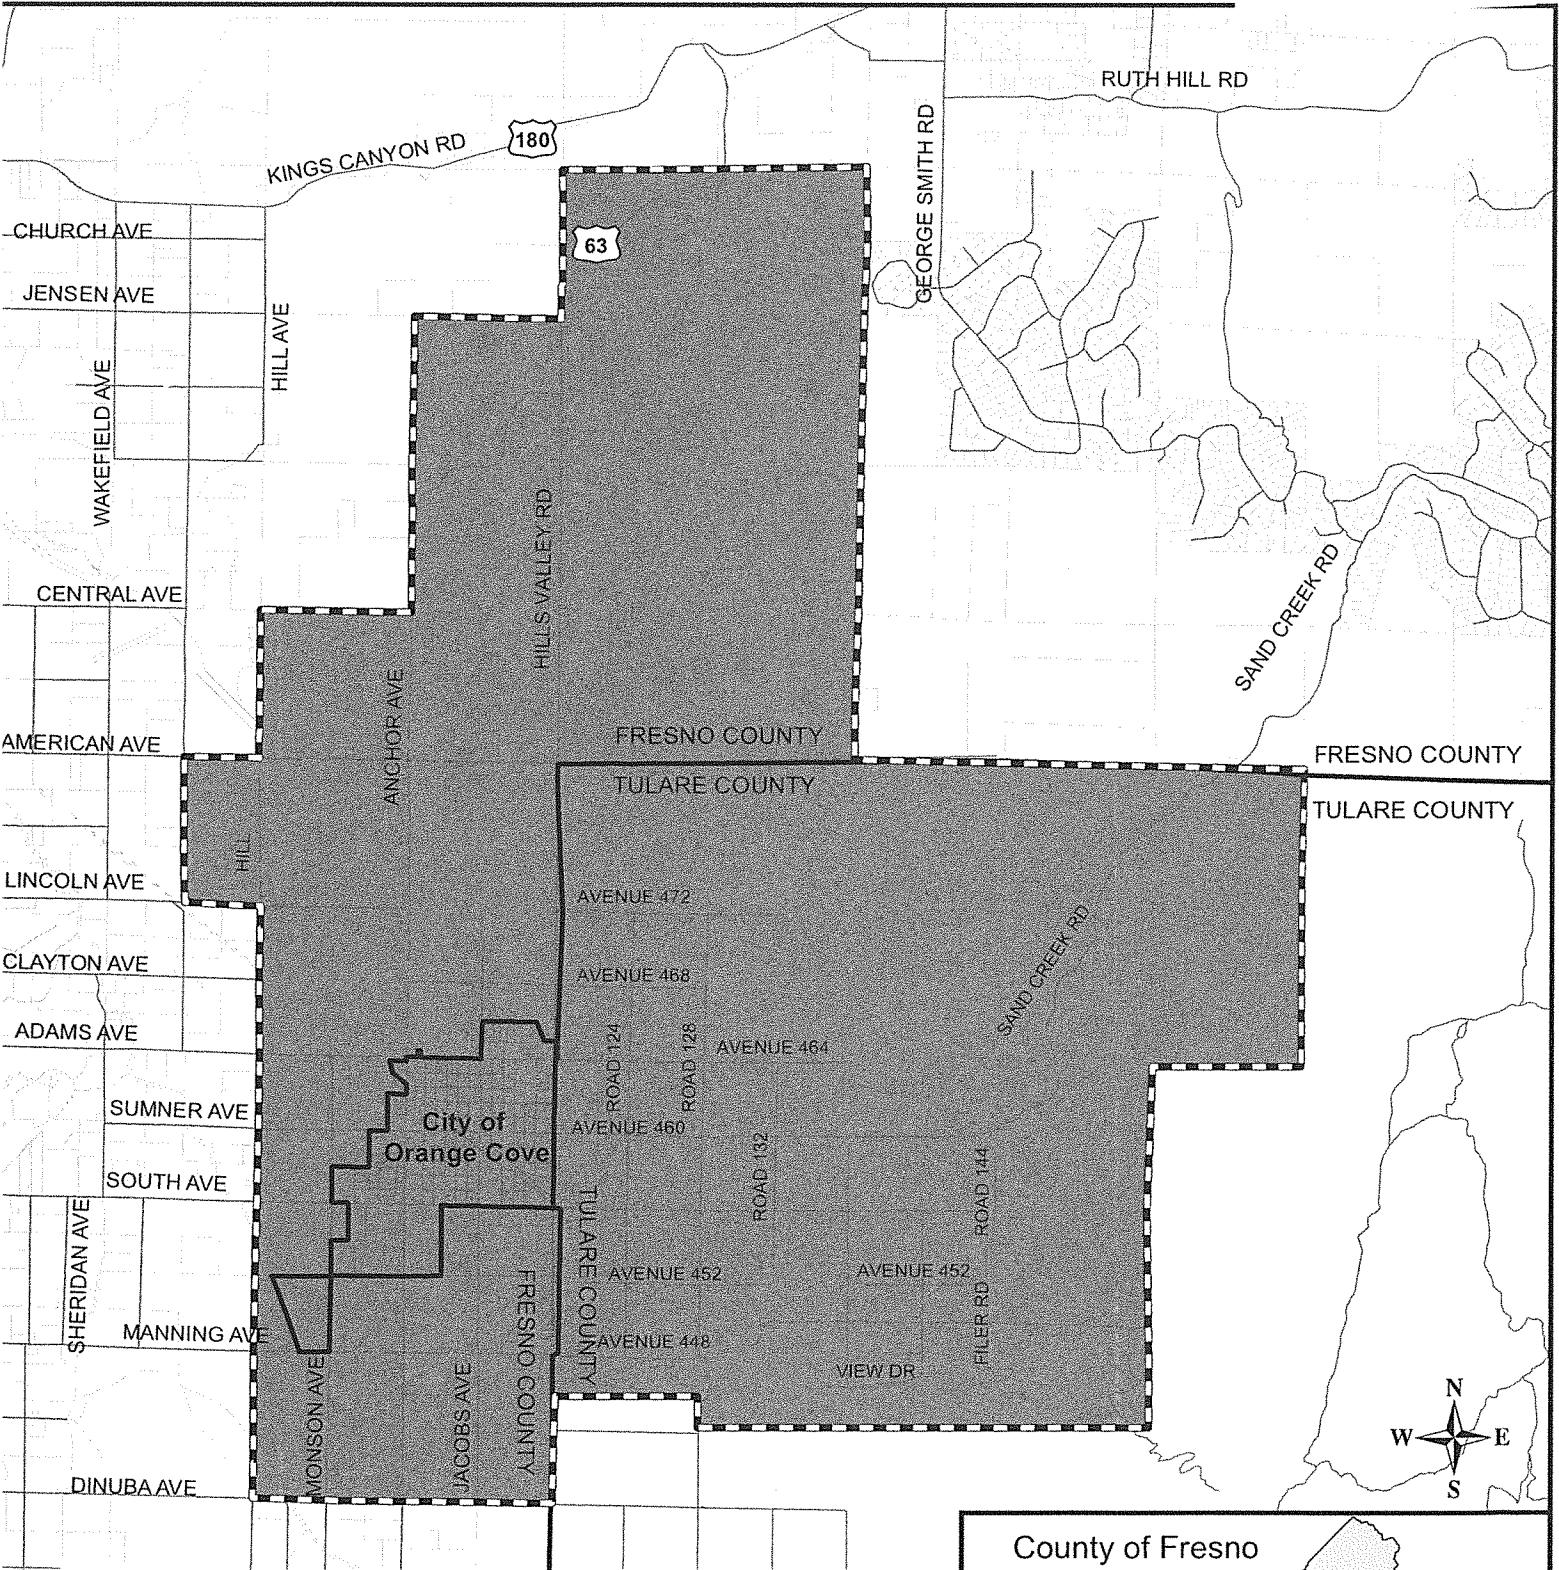 RUTH HILL RD
180
KINGS CANYON RD
GEORGE SMITH RD
63
CHURCH AVE
JENSEN AVE
HILL AVE
WAKEFIELD AVE
HILLS VALLEY RD
SAND CREEK RD
CENTRAL AVE
ANCHOR AVE
AMERICAN AVE
FRESNO COUNTY
FRESNO COUNTY
TULARE COUNTY
TULARE COUNTY
HILL
LINCOLN AVE
AVENUE 472
SAND CREEK RD
CLAYTON AVE
AVENUE 468
ADAMS AVE
ROAD 124
ROAD 128
AVENUE 464
SUMNER AVE
City of
Orange Cove
AVENUE 460
ROAD 132
ROAD 144
SOUTH AVE
SHERIDAN AVE
TULARE COUNTY
FRESNO COUNTY
AVENUE 452
AVENUE 452
FILER RD
MANNING AVE
AVENUE 448
VIEW DR
MONSON AVE
JACOBS AVE
N
W
E
S
DINUBA AVE
County of Fresno